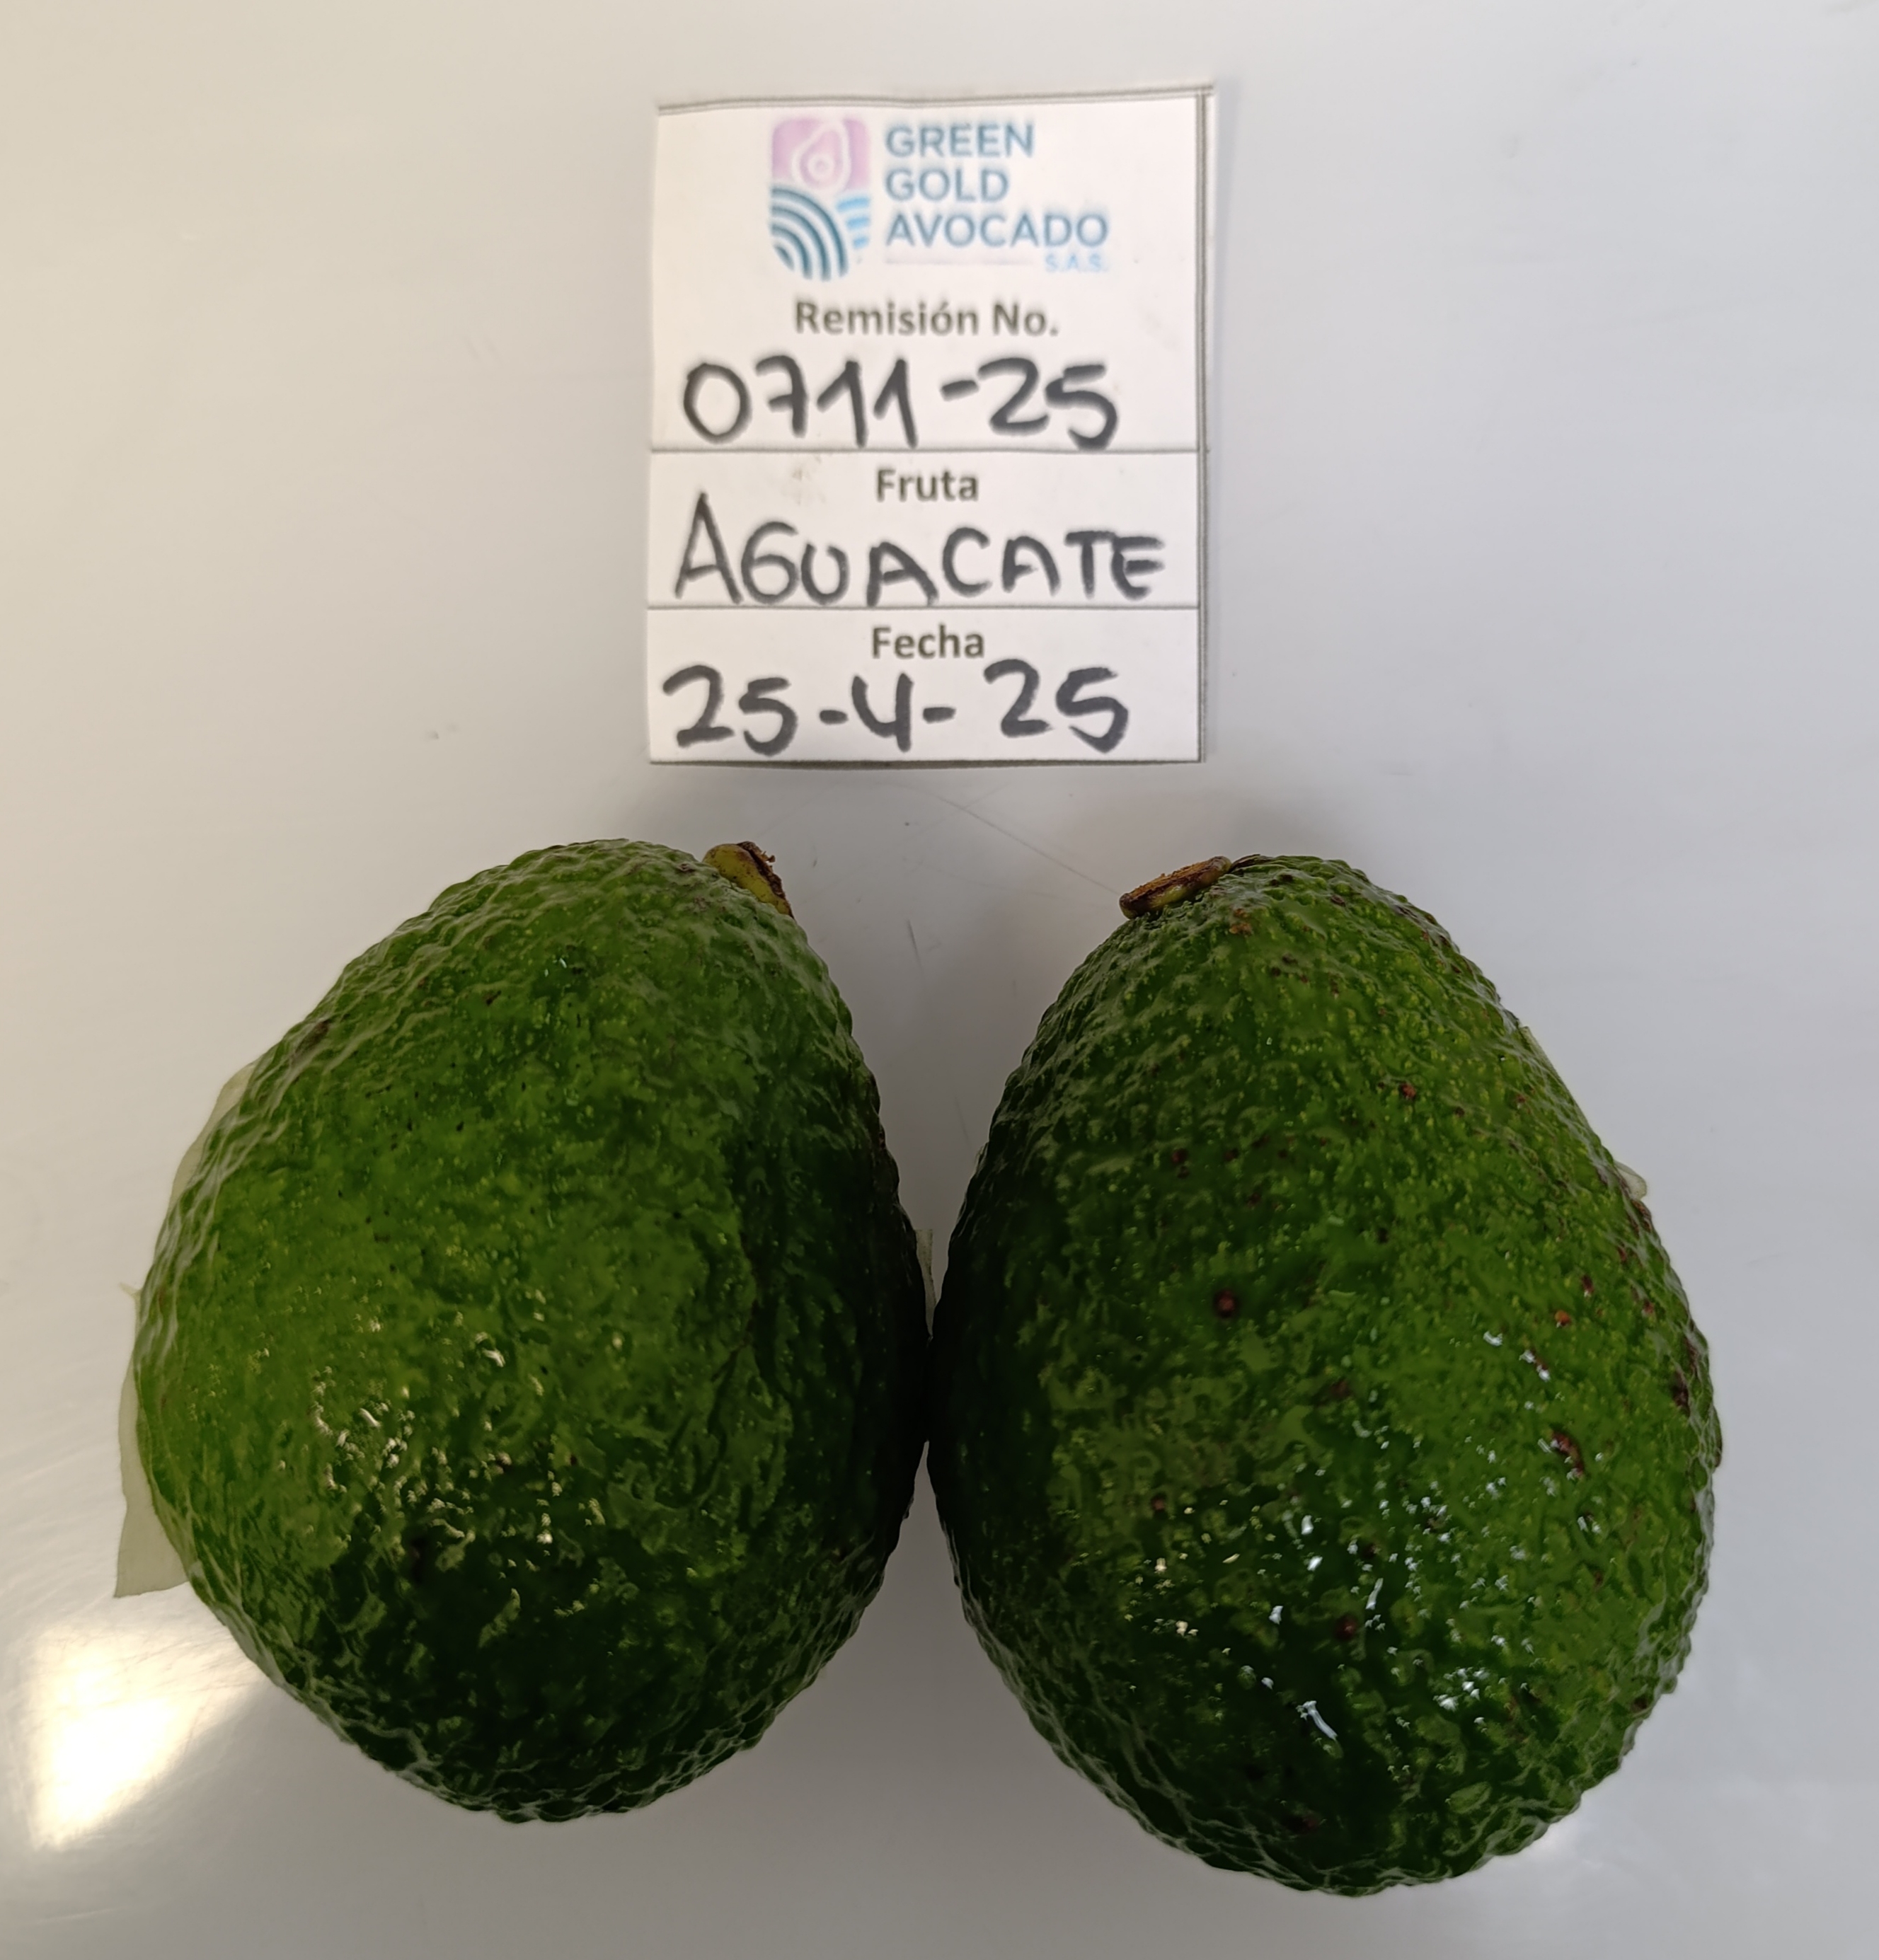 GREEN
GOLD
AVOCADO
S.A.S.
Remisión No.
0711-25
Fruta
AGUACATE
Fecha
25-4-25